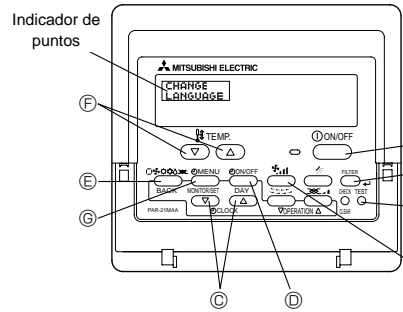 Indicador de
puntos
MITSUBISHI ELECTRIC
CHANGE
LANGUAGE
Ⓕ
TEMP.
ON/OFF
Ⓔ
MENU
ON/OFF
FILTER
BACK
MONITOR/SET
DAY
CHECK TEST
PAR-21MAA
CLOCK
OPERATION
CLEAR
Ⓖ
Ⓒ
Ⓓ